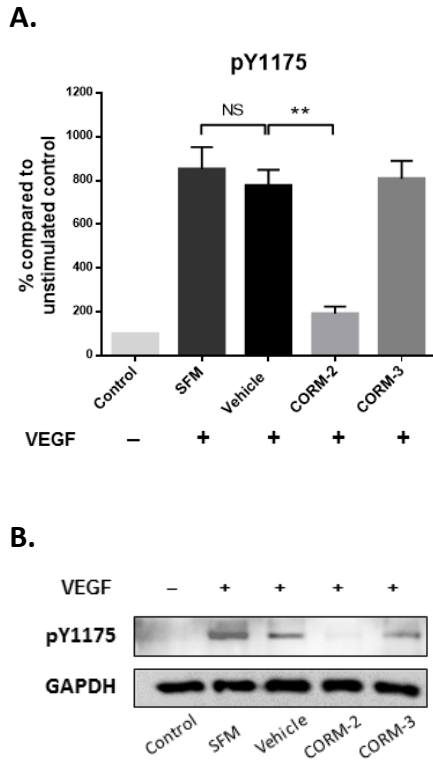 A.
pY1175
% compared to
unstimulated control
1200
1000
800
600
400
200
0
NS
**
Control
SFM
Vehicle
CORM-2
CORM-3
VEGF – + + + +
B.
VEGF – + + + +
pY1175
GAPDH
Control
SFM
Vehicle
CORM-2
CORM-3